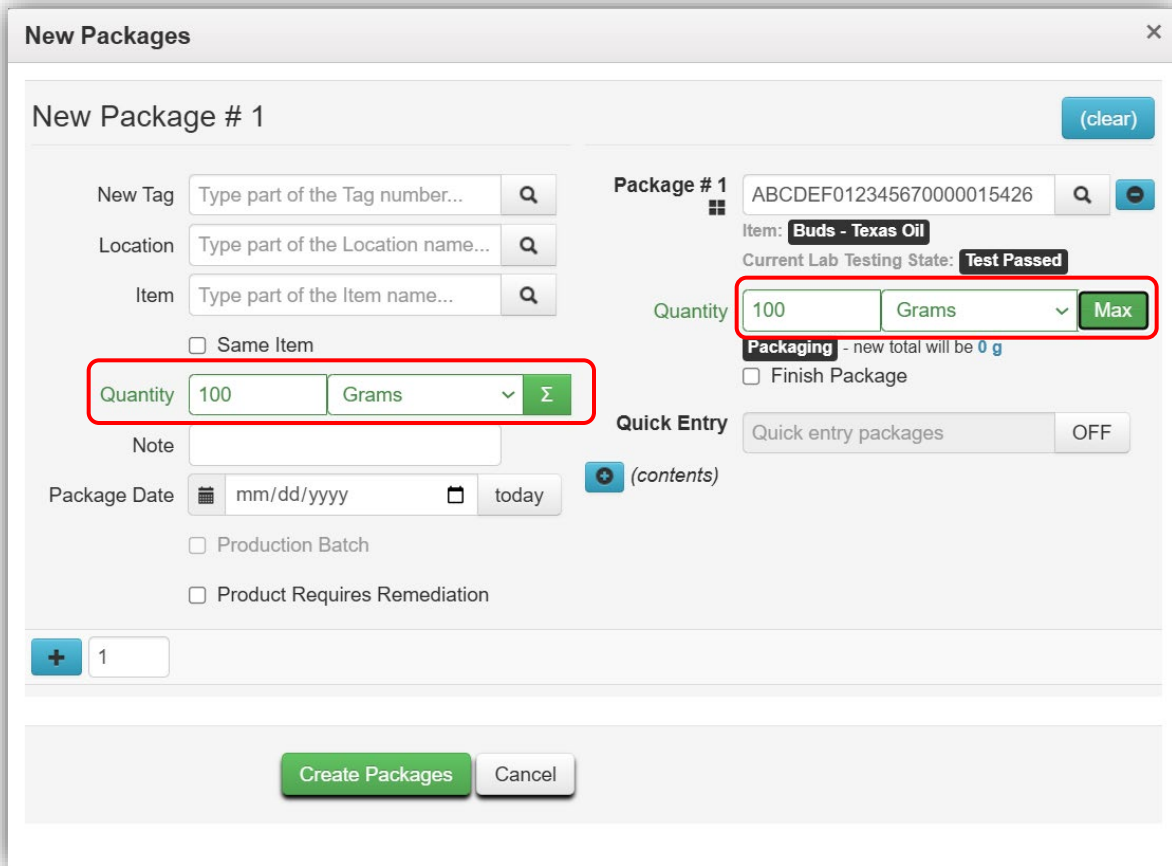 New Packages
×
New Package # 1
(clear)
New Tag Type part of the Tag number...
Location Type part of the Location name...
Item Type part of the Item name...
Same Item
Quantity 100 Grams Σ
Note
Package Date mm/dd/yyyy today
Production Batch
Product Requires Remediation
Package # 1 ABCDEF012345670000015426
Item: Buds - Texas Oil
Current Lab Testing State: Test Passed
Quantity 100 Grams Max
Packaging - new total will be 0 g
Finish Package
Quick Entry Quick entry packages OFF
(contents)
1
Create Packages Cancel